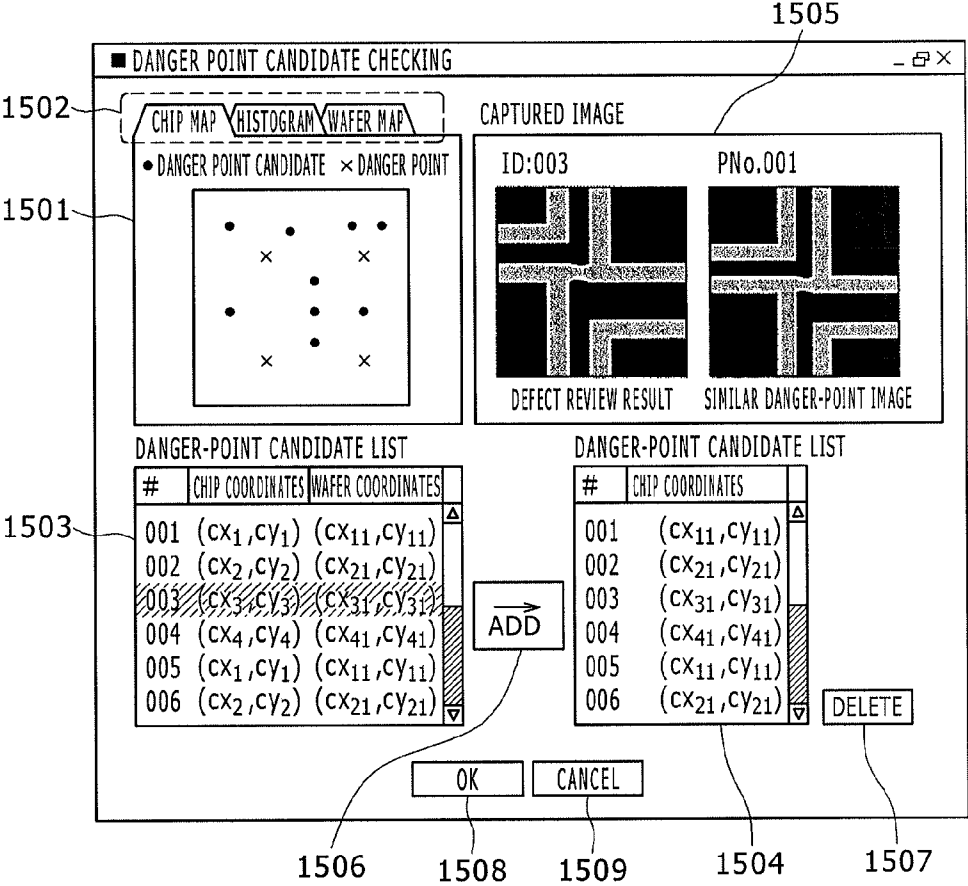 1505
■ DANGER POINT CANDIDATE CHECKING
1502
CHIP MAP HISTOGRAM WAFER MAP
CAPTURED IMAGE
● DANGER POINT CANDIDATE × DANGER POINT
ID:003 PNo.001
1501
DEFECT REVIEW RESULT SIMILAR DANGER-POINT IMAGE
DANGER-POINT CANDIDATE LIST
# CHIP COORDINATES WAFER COORDINATES
1503
001 (cx1,cy1) (cx11,cy11)
002 (cx2,cy2) (cx21,cy21)
003 (cx3,cy3) (cx31,cy31)
004 (cx4,cy4) (cx41,cy41)
005 (cx1,cy1) (cx11,cy11)
006 (cx2,cy2) (cx21,cy21)
→
ADD
DANGER-POINT CANDIDATE LIST
# CHIP COORDINATES
001 (cx11,cy11)
002 (cx21,cy21)
003 (cx31,cy31)
004 (cx41,cy41)
005 (cx11,cy11)
006 (cx21,cy21)
DELETE
OK CANCEL
1506 1508 1509 1504 1507